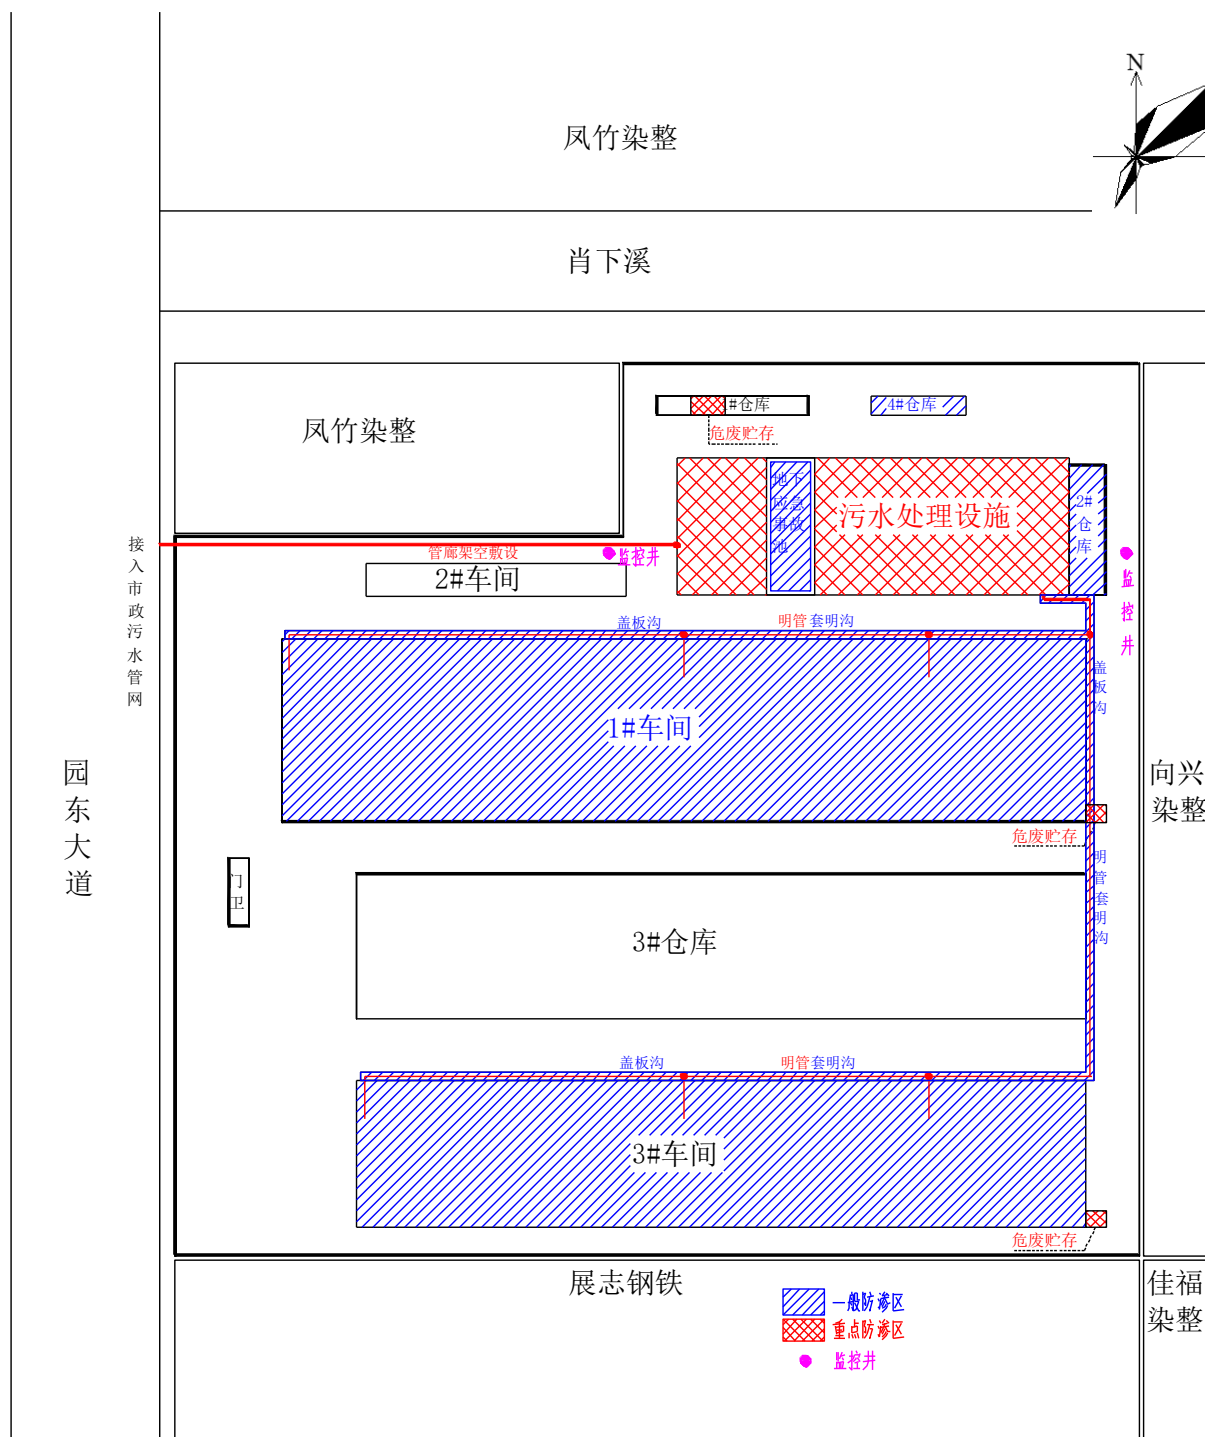 N
凤竹染整
肖下溪
凤竹染整
1#仓库
4#仓库
危废贮存
地下
应急
事故
池
污水处理设施
2#
仓
库
接入市政污水管网
管廊架空敷设
监控井
2#车间
监控井
盖板沟
明管套明沟
盖板沟
1#车间
园东大道
向兴
染整
危废贮存
明管套明沟
门卫
3#仓库
盖板沟
明管套明沟
3#车间
危废贮存
展志钢铁
佳福
染整
一般防渗区
重点防渗区
监控井